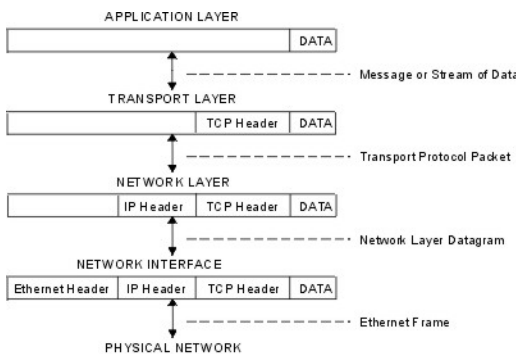 APPLICATION LAYER
DATA
Message or Stream of Data
TRANSPORT LAYER
TCP Header DATA
Transport Protocol Packet
NETWORK LAYER
IP Header TCP Header DATA
Network Layer Datagram
NETWORK INTERFACE
Ethernet Header IP Header TCP Header DATA
Ethernet Frame
PHYSICAL NETWORK